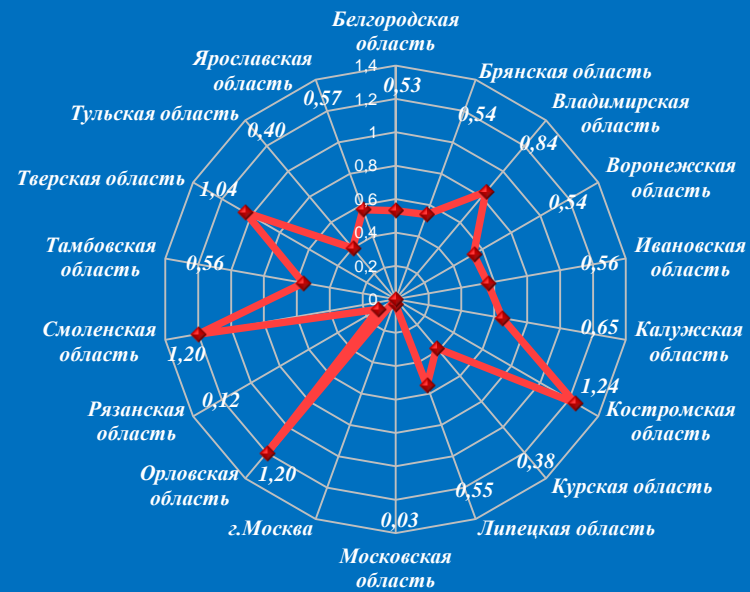 Белгородская
область
0,53
Брянская область
0,54
Владимирская
область
0,84
Воронежская
область
0,54
Ивановская
область
0,56
Калужская
область
0,65
Костромская
область
1,24
Курская область
0,38
Липецкая область
0,55
Московская
область
0,03
г.Москва
Орловская
область
1,20
Рязанская
область
0,12
Смоленская
область
1,20
Тамбовская
область
0,56
Тверская область
1,04
Тульская область
0,40
Ярославская
область
0,57
1,4
1,2
1
0,8
0,6
0,4
0,2
0